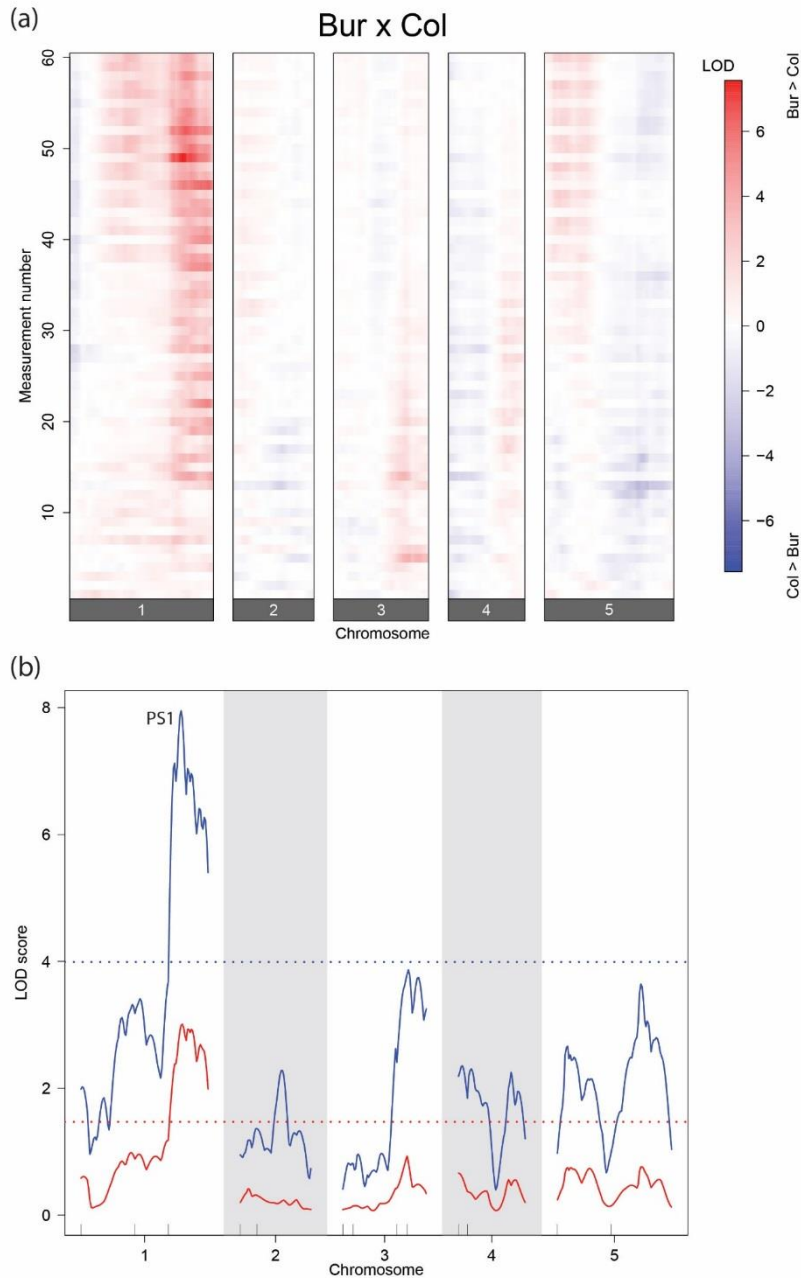 (a)
Bur x Col
60
50
40
30
20
10
Measurement number
1 2 3 4 5
Chromosome
LOD
6
4
2
0
−2
−4
−6
Bur > Col
Col > Bur
(b)
8
6
4
2
0
LOD score
PS1
1 2 3 4 5
Chromosome